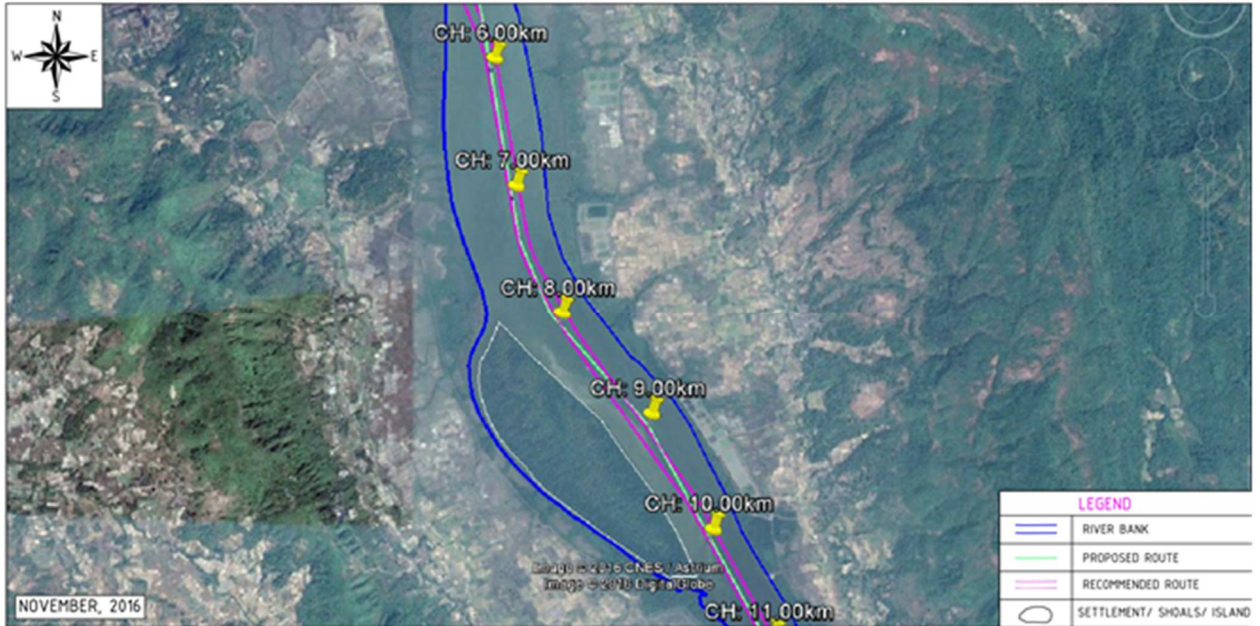 N
W E
S
CH: 6.00km
CH: 7.00km
CH: 8.00km
CH: 9.00km
CH: 10.00km
Image © 2016 CNES / Astrium
Image © 2016 DigitalGlobe
CH: 11.00km
NOVEMBER, 2016
LEGEND
RIVER BANK
PROPOSED ROUTE
RECOMMENDED ROUTE
SETTLEMENT/ SHOALS/ ISLAND